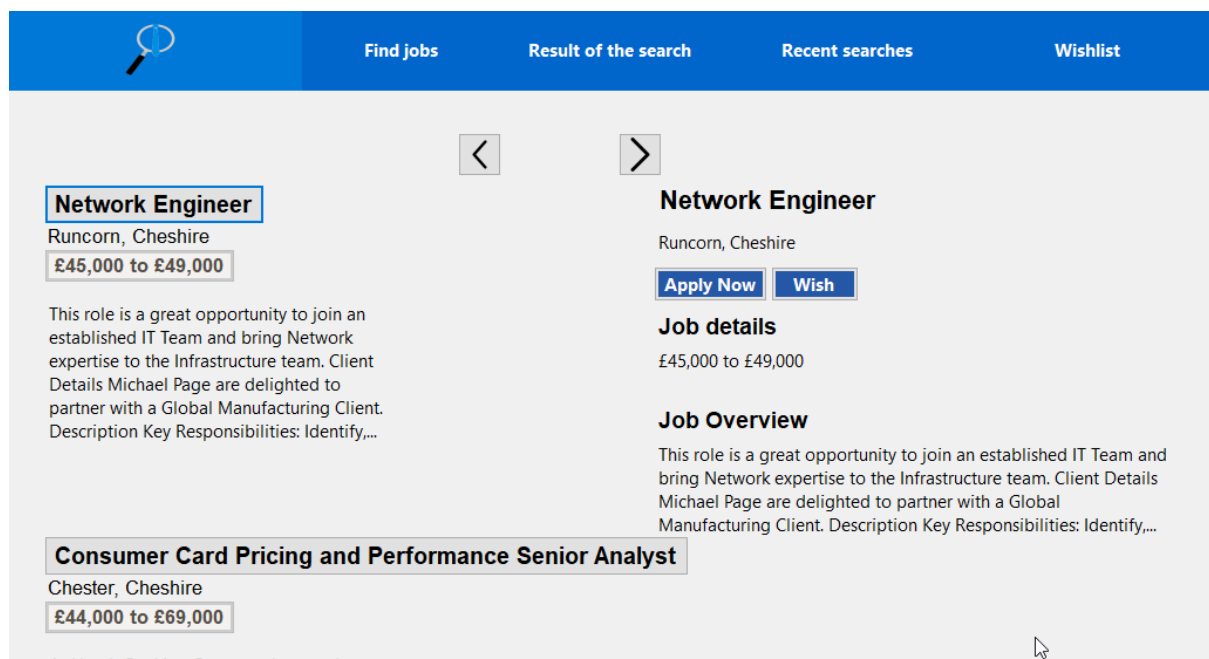 Find jobs
Result of the search
Recent searches
Wishlist
Network Engineer
Runcorn, Cheshire
£45,000 to £49,000
This role is a great opportunity to join an
established IT Team and bring Network
expertise to the Infrastructure team. Client
Details Michael Page are delighted to
partner with a Global Manufacturing Client.
Description Key Responsibilities: Identify,...
Consumer Card Pricing and Performance Senior Analyst
Chester, Cheshire
£44,000 to £69,000
Network Engineer
Runcorn, Cheshire
Apply Now
Wish
Job details
£45,000 to £49,000
Job Overview
This role is a great opportunity to join an established IT Team and
bring Network expertise to the Infrastructure team. Client Details
Michael Page are delighted to partner with a Global
Manufacturing Client. Description Key Responsibilities: Identify,...